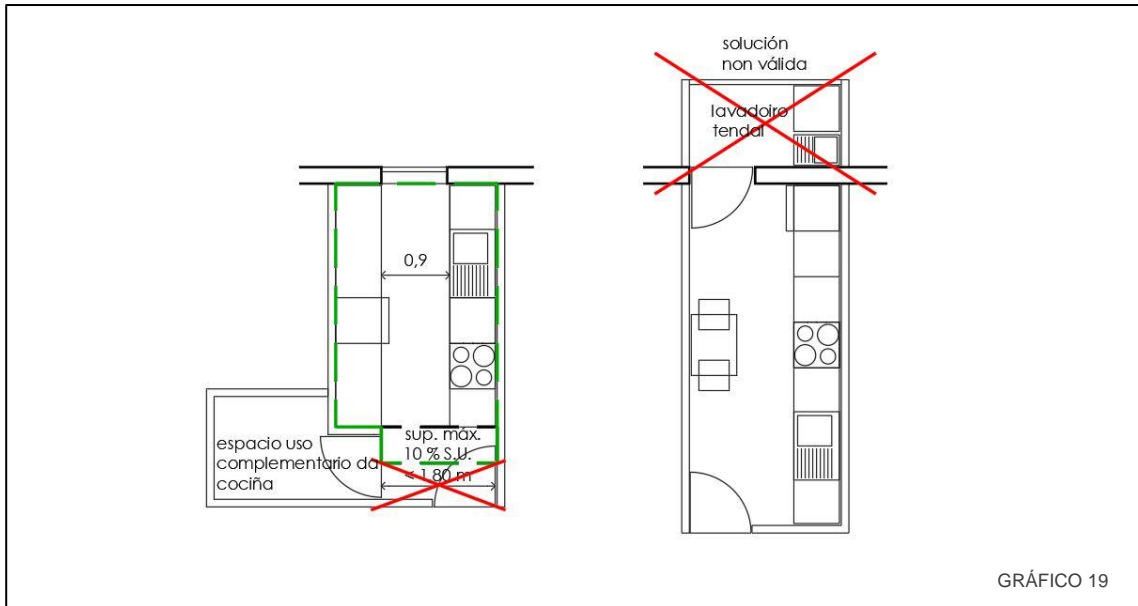 solución
non válida
lavadoiro
tendal
0,9
sup. máx.
10 % S.U.
< 1.80 m
espacio uso
complementario da
cociña
GRÁFICO 19